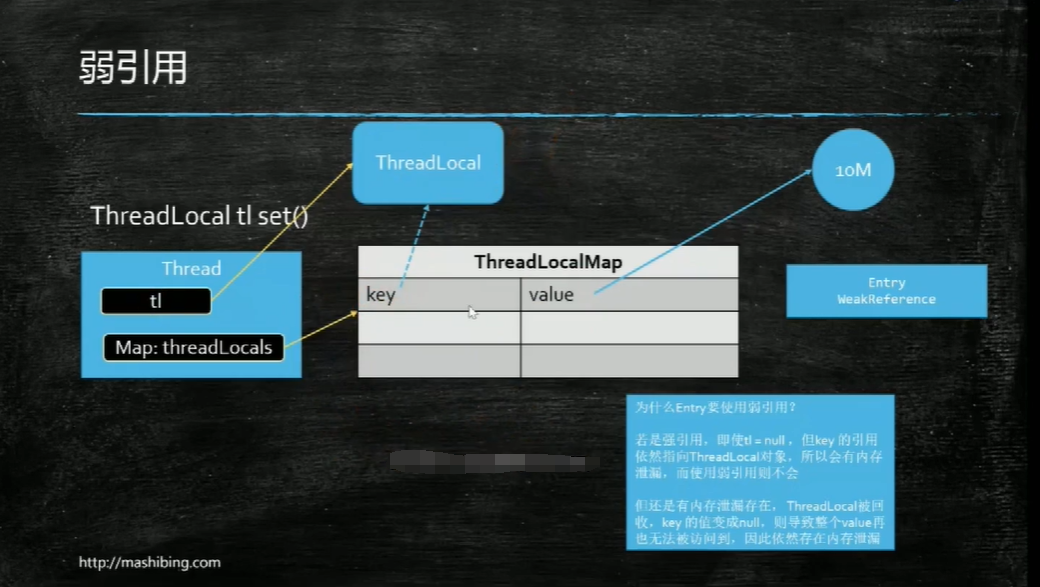 弱引用
ThreadLocal
10M
ThreadLocal tl set()
Thread
tl
Map: threadLocals
ThreadLocalMap
key
value
Entry
WeakReference
为什么Entry要使用弱引用？
若是强引用，即使tl = null ，但key 的引用
依然指向ThreadLocal对象，所以会有内存
泄漏，而使用弱引用则不会
但还是有内存泄漏存在， ThreadLocal被回
收，key 的值变成null，则导致整个value再
也无法被访问到，因此依然存在内存泄漏
http://mashibing.com